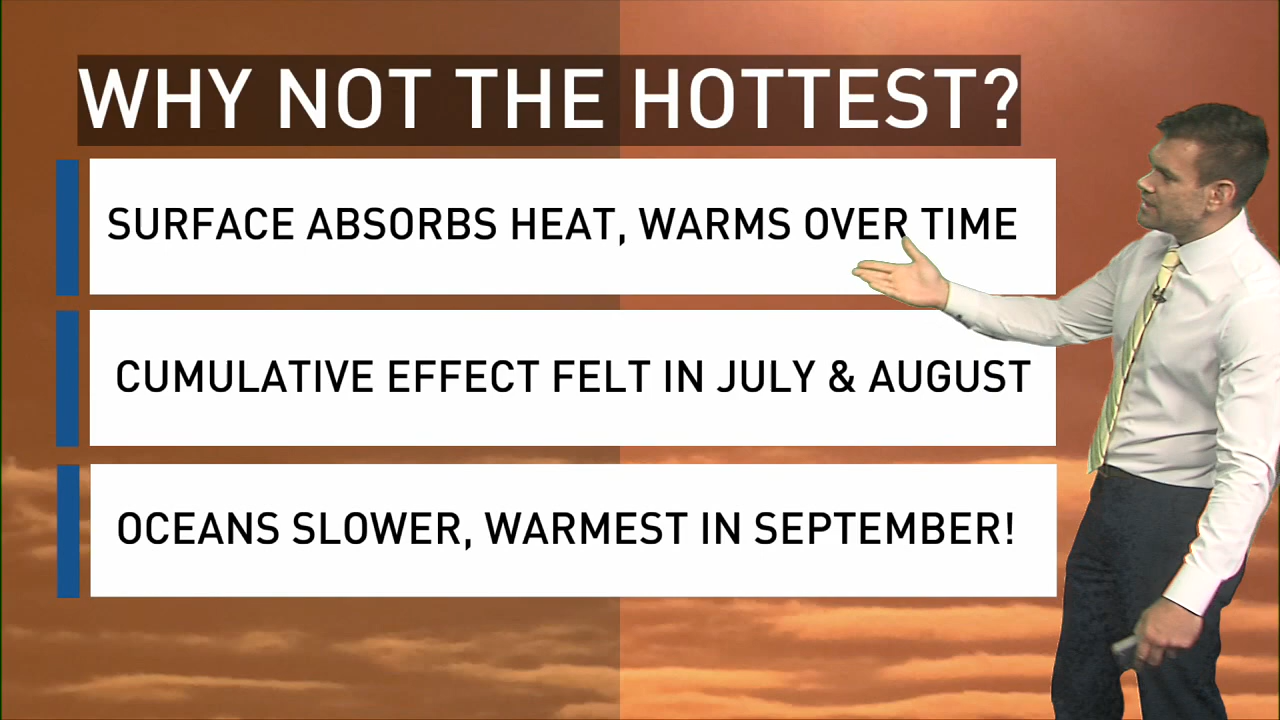 WHY NOT THE HOTTEST?
SURFACE ABSORBS HEAT, WARMS OVER TIME
CUMULATIVE EFFECT FELT IN JULY & AUGUST
OCEANS SLOWER, WARMEST IN SEPTEMBER!